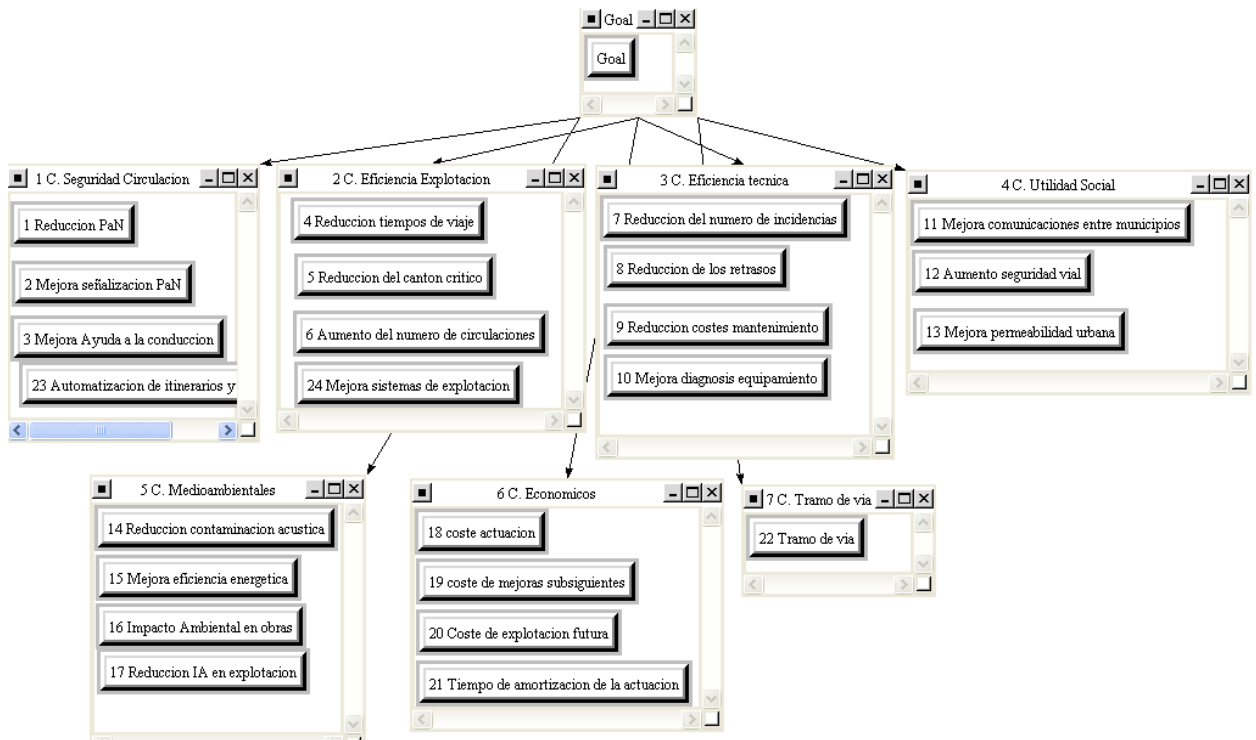 Goal
Goal
1 C. Seguridad Circulacion
1 Reduccion PaN
2 Mejora señalizacion PaN
3 Mejora Ayuda a la conduccion
23 Automatizacion de itinerarios y
2 C. Eficiencia Explotacion
4 Reduccion tiempos de viaje
5 Reduccion del canton critico
6 Aumento del numero de circulaciones
24 Mejora sistemas de explotacion
3 C. Eficiencia tecnica
7 Reduccion del numero de incidencias
8 Reduccion de los retrasos
9 Reduccion costes mantenimiento
10 Mejora diagnosis equipamiento
4 C. Utilidad Social
11 Mejora comunicaciones entre municipios
12 Aumento seguridad vial
13 Mejora permeabilidad urbana
5 C. Medioambientales
14 Reduccion contaminacion acustica
15 Mejora eficiencia energetica
16 Impacto Ambiental en obras
17 Reduccion IA en explotacion
6 C. Economicos
18 coste actuacion
19 coste de mejoras subsiguientes
20 Coste de explotacion futura
21 Tiempo de amortizacion de la actuacion
7 C. Tramo de via
22 Tramo de via